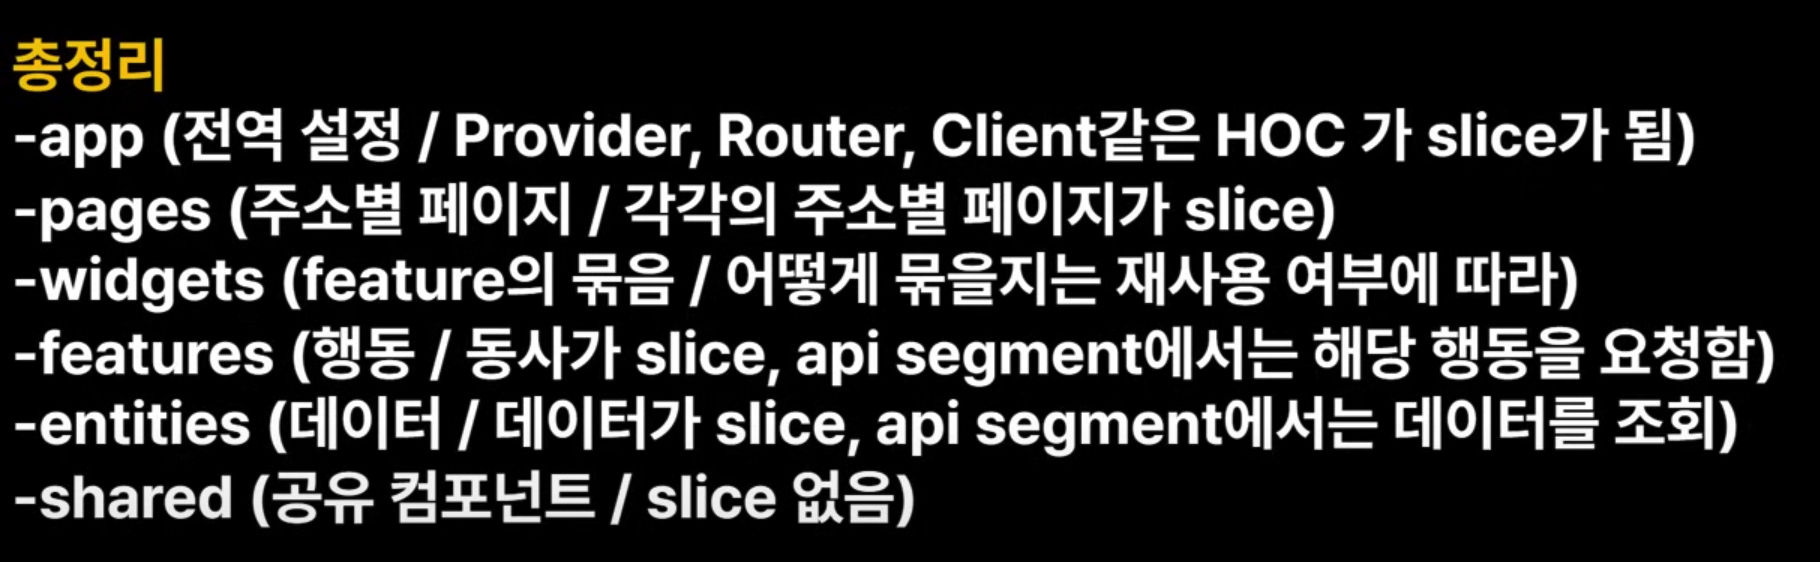 총정리
-app (전역 설정 / Provider, Router, Client같은 HOC 가 slice가 됨)
-pages (주소별 페이지 / 각각의 주소별 페이지가 slice)
-widgets (feature의 묶음 / 어떻게 묶을지는 재사용 여부에 따라)
-features (행동 / 동사가 slice, api segment에서는 해당 행동을 요청함)
-entities (데이터 / 데이터가 slice, api segment에서는 데이터를 조회)
-shared (공유 컴포넌트 / slice 없음)